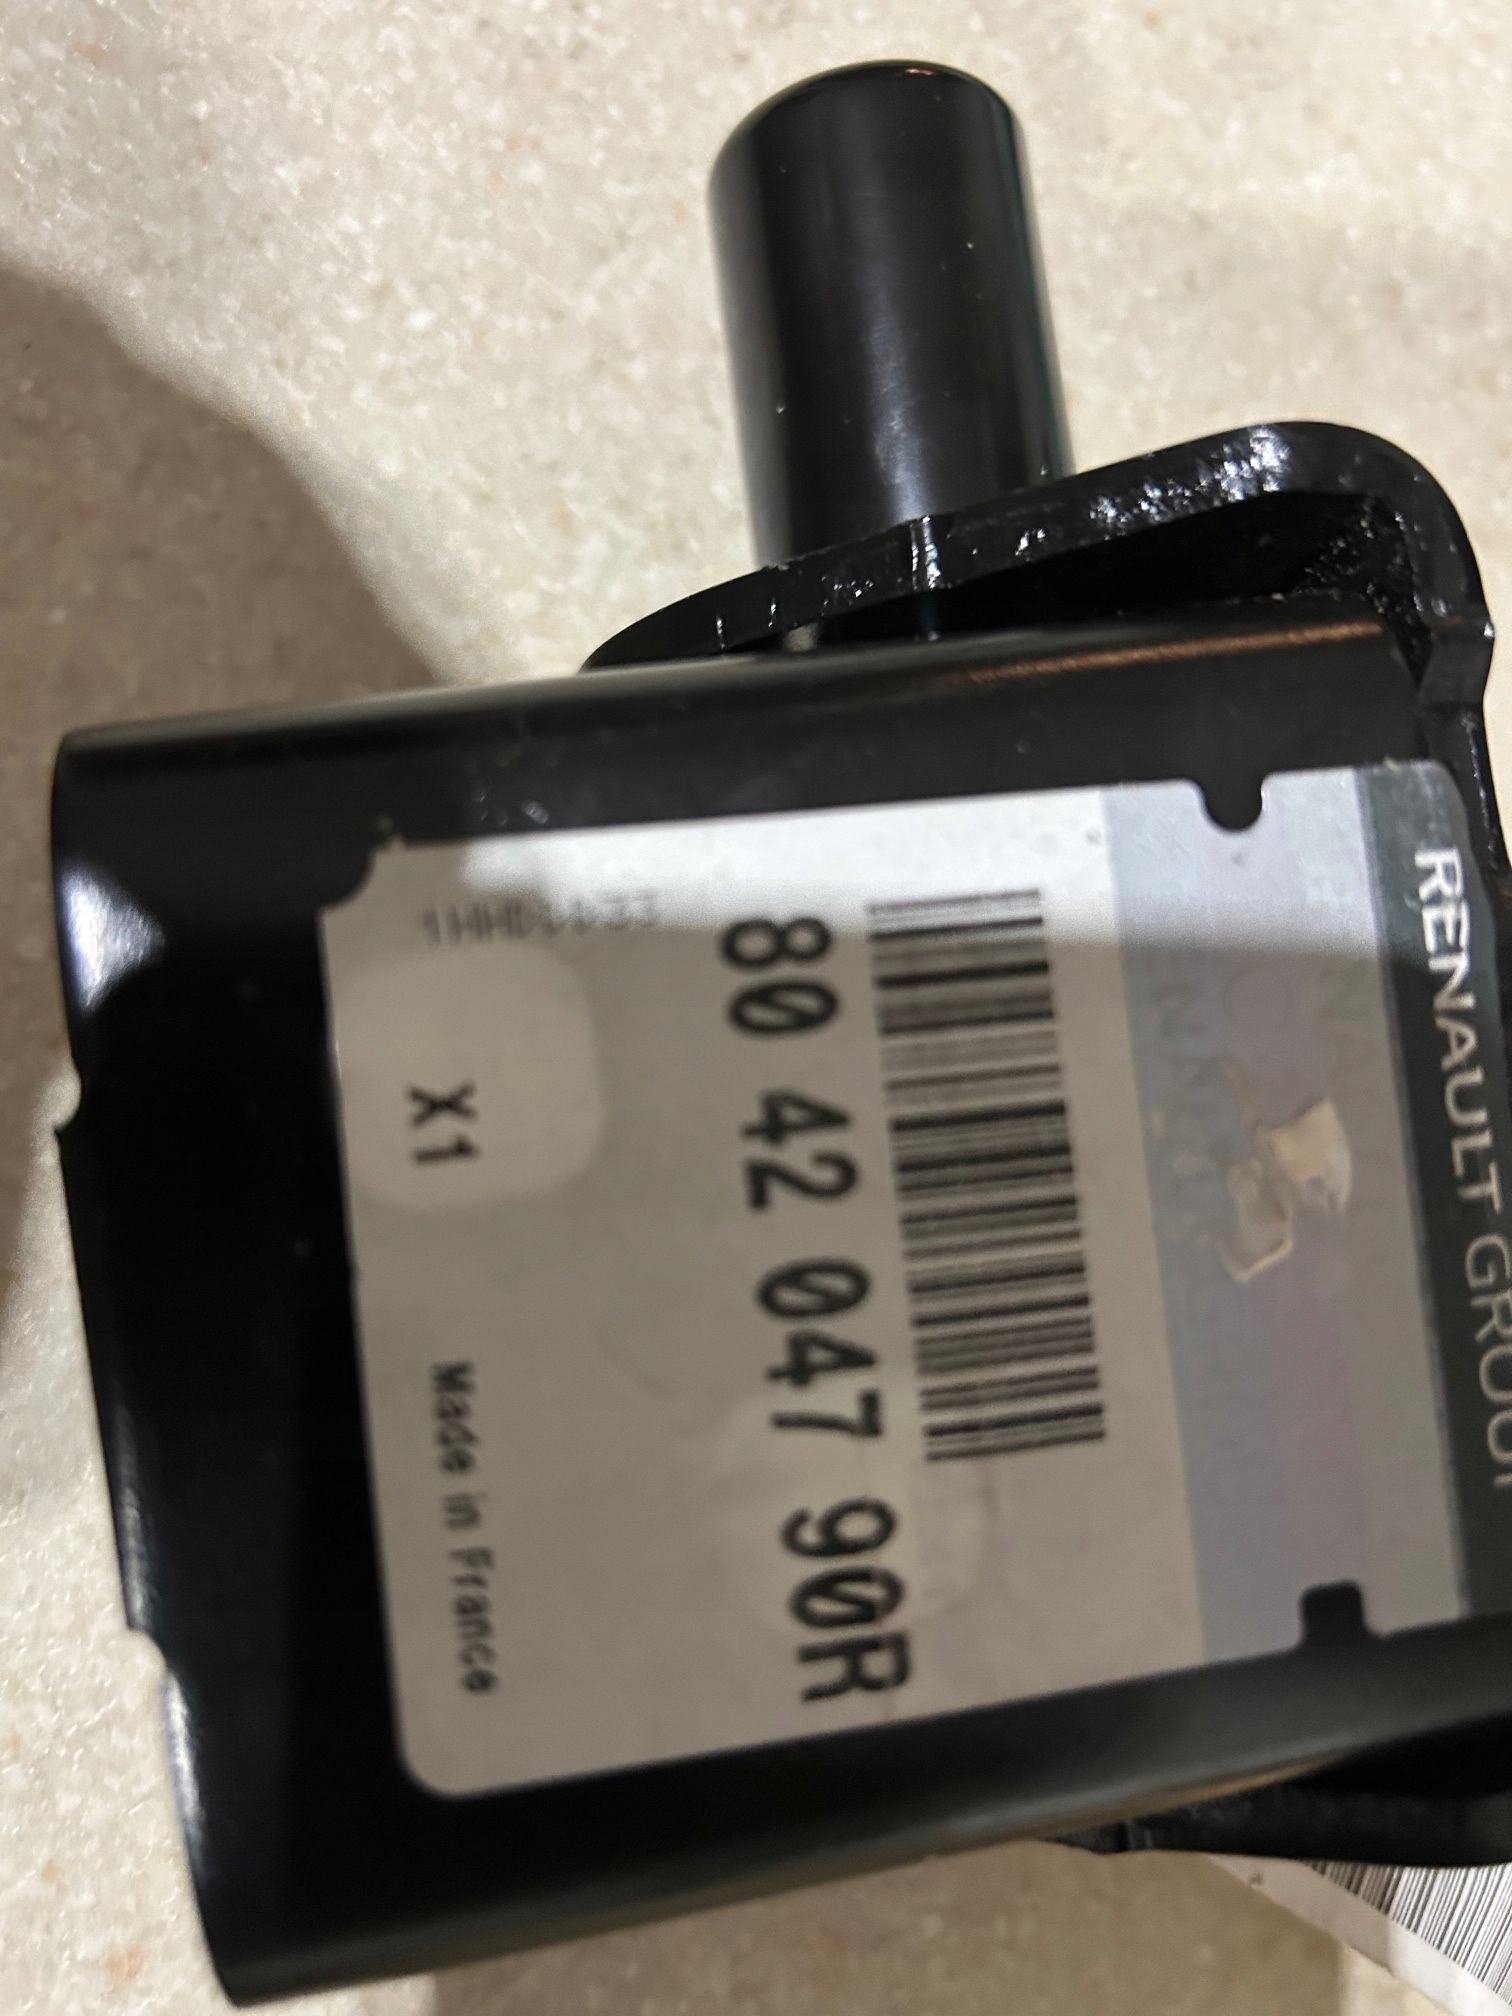 RENAULT GROUP
80 42 047 90R
X1
Made in France